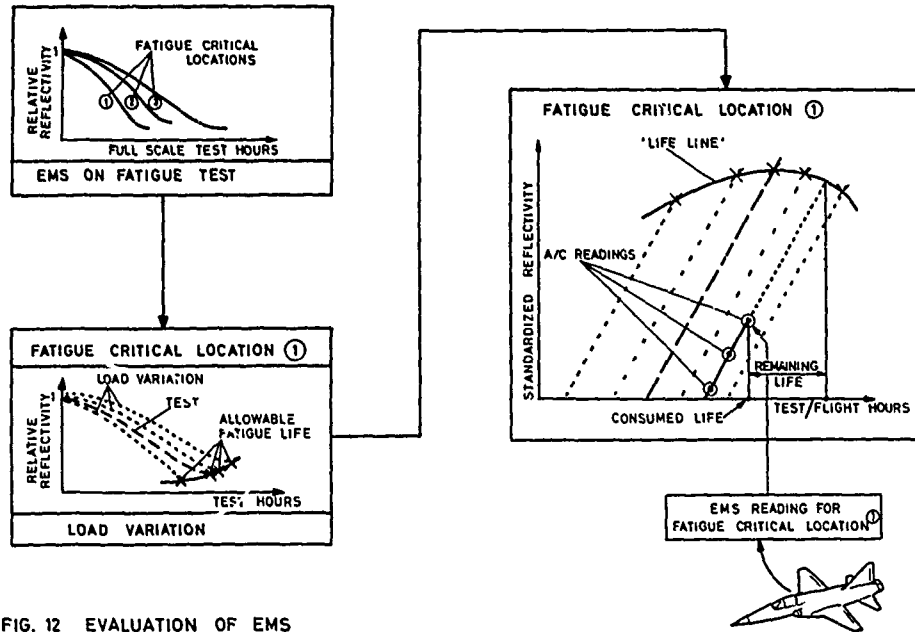 RELATIVE
REFLECTIVITY
1
FATIGUE CRITICAL
LOCATIONS
① ② ③
FULL SCALE TEST HOURS
EMS ON FATIGUE TEST
FATIGUE CRITICAL LOCATION ①
RELATIVE
REFLECTIVITY
1
LOAD VARIATION
TEST
ALLOWABLE
FATIGUE LIFE
TEST HOURS
LOAD VARIATION
FATIGUE CRITICAL LOCATION ①
'LIFE LINE'
STANDARDIZED REFLECTIVITY
A/C READINGS
REMAINING
LIFE
CONSUMED LIFE
TEST/FLIGHT HOURS
EMS READING FOR
FATIGUE CRITICAL LOCATION ①
FIG. 12 EVALUATION OF EMS